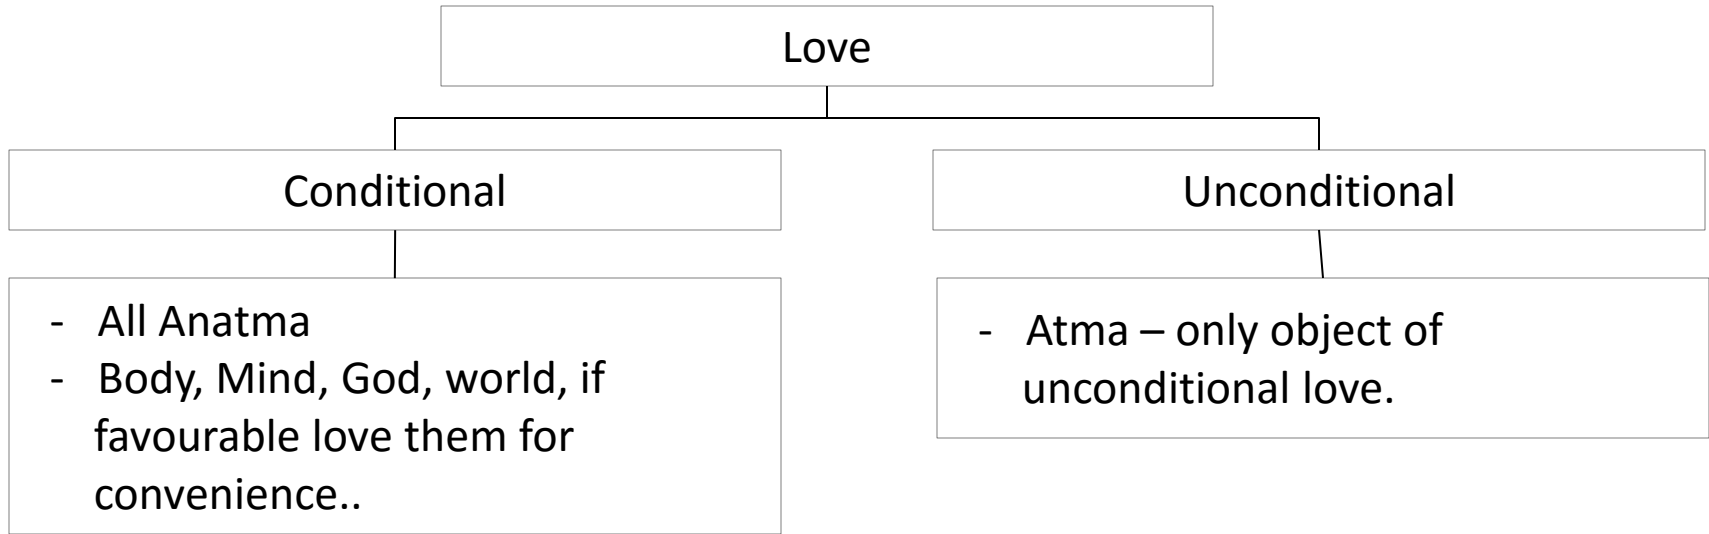 Love
Conditional
Unconditional
- All Anatma
- Body, Mind, God, world, if
favourable love them for
convenience..
- Atma – only object of
unconditional love.